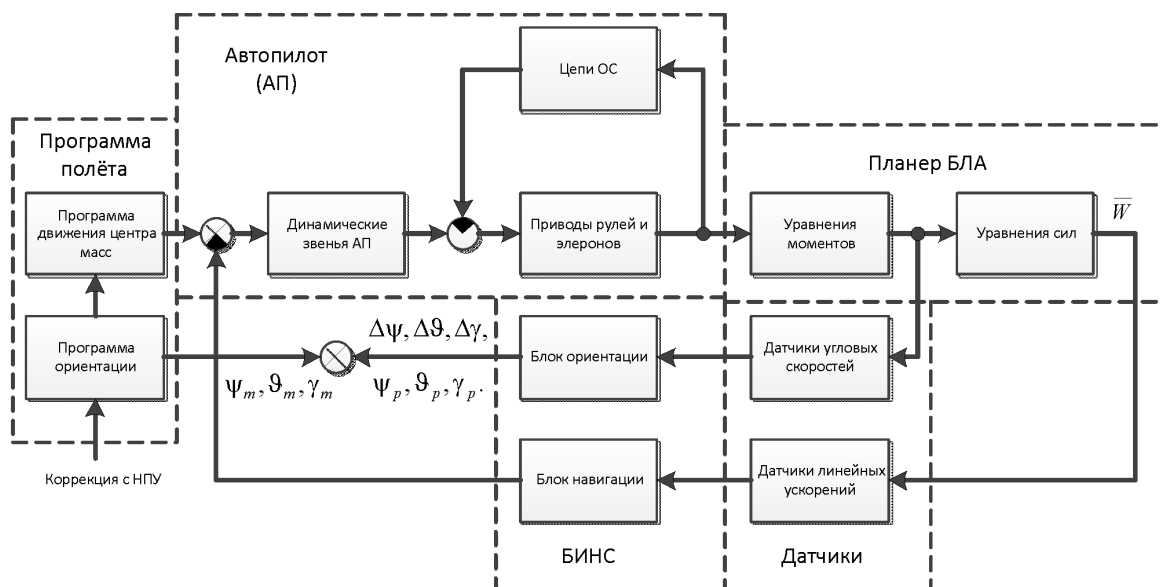 Автопилот
(АП)
Цепи ОС
Программа
полёта
Планер БЛА
Программа
движения центра
масс
Динамические
звенья АП
Приводы рулей и
элеронов
Уравнения
моментов
Уравнения сил
W̅
Программа
ориентации
Δψ, Δϑ, Δγ,
ψₘ, ϑₘ, γₘ
ψₚ, ϑₚ, γₚ.
Блок ориентации
Датчики угловых
скоростей
Коррекция с НПУ
Блок навигации
Датчики линейных
ускорений
БИНС
Датчики